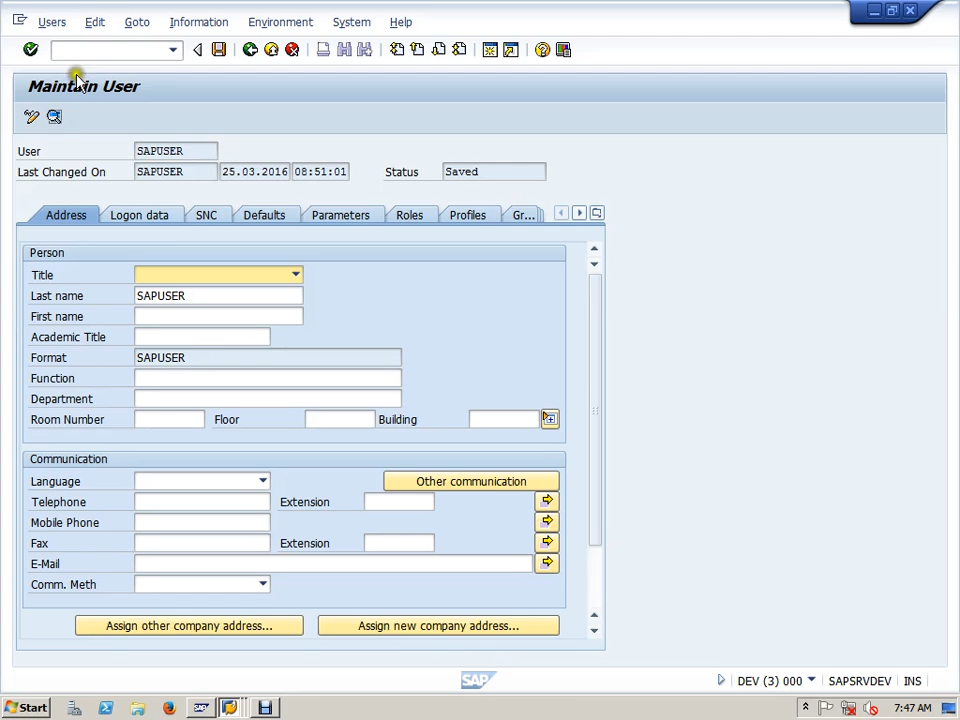 Users Edit Goto Information Environment System Help
Maintain User
User SAPUSER
Last Changed On SAPUSER 25.03.2016 08:51:01 Status Saved
Address Logon data SNC Defaults Parameters Roles Profiles Gr...
Person
Title
Last name SAPUSER
First name
Academic Title
Format SAPUSER
Function
Department
Room Number Floor Building
Communication
Language Other communication
Telephone Extension
Mobile Phone
Fax Extension
E-Mail
Comm. Meth
Assign other company address... Assign new company address...
SAP DEV (3) 000 SAPSRVDEV INS
Start 7:47 AM